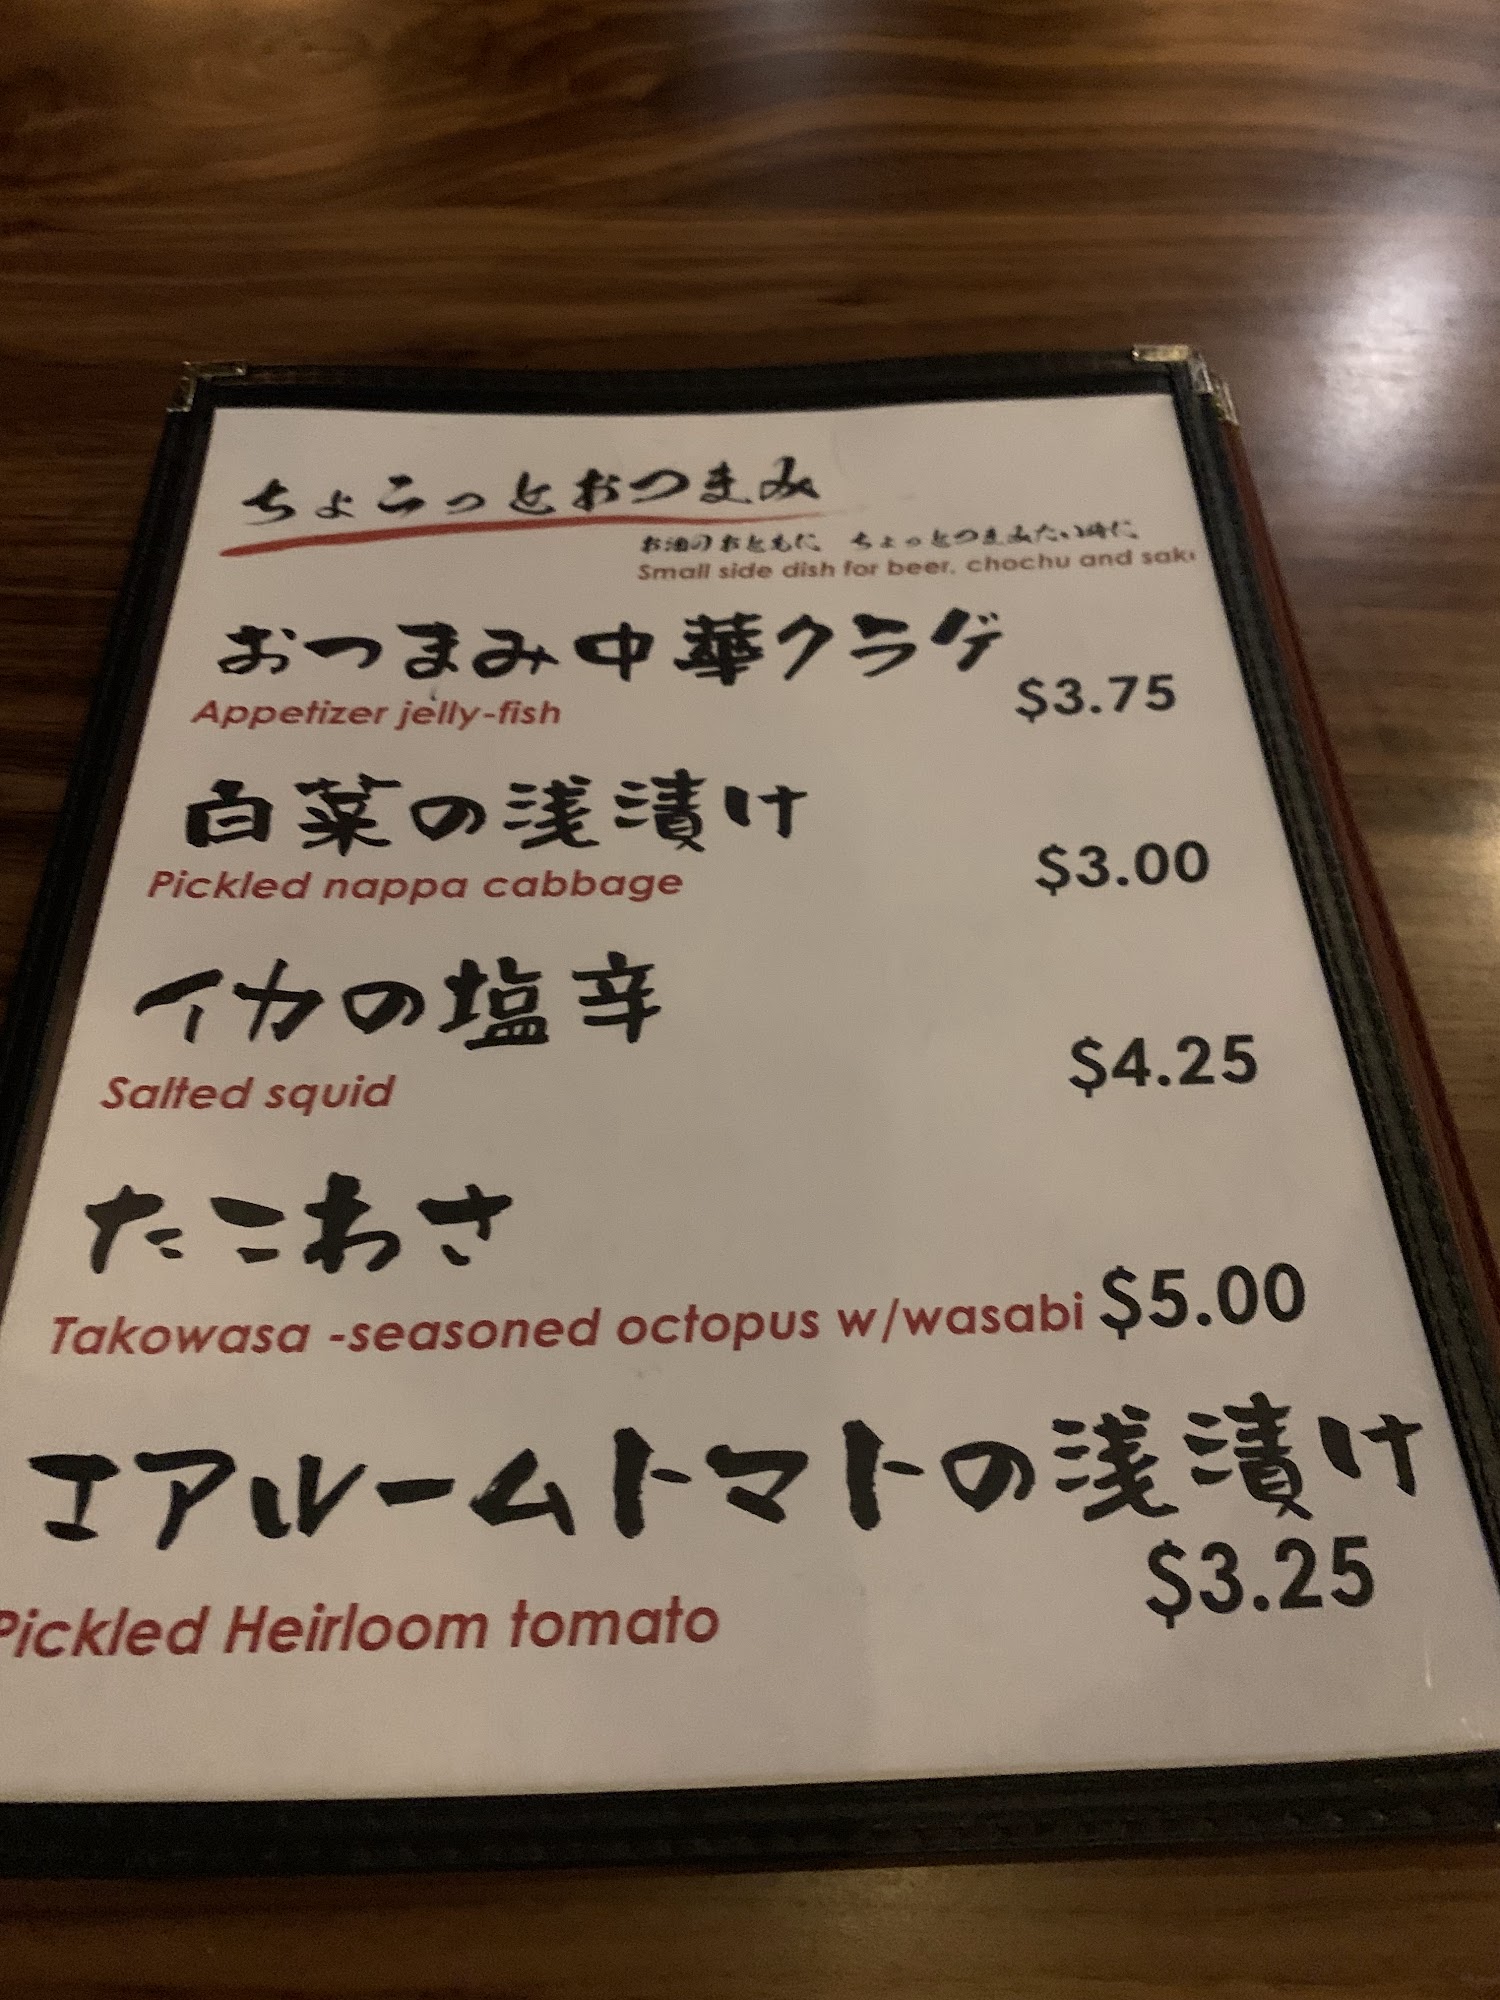 ちょこっとおつまみ
お酒のおともに ちょっとつまみたい時に
Small side dish for beer, chochu and sak
おつまみ中華クラゲ
Appetizer jelly-fish
$3.75
白菜の浅漬け
Pickled nappa cabbage
$3.00
イカの塩辛
Salted squid
$4.25
たこわさ
Takowasa -seasoned octopus w/wasabi $5.00
エアルームトマトの浅漬け
$3.25
Pickled Heirloom tomato